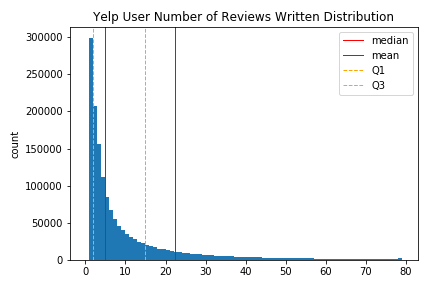 Yelp User Number of Reviews Written Distribution
300000
250000
200000
150000
100000
50000
0
count
median
mean
Q1
Q3
0 10 20 30 40 50 60 70 80